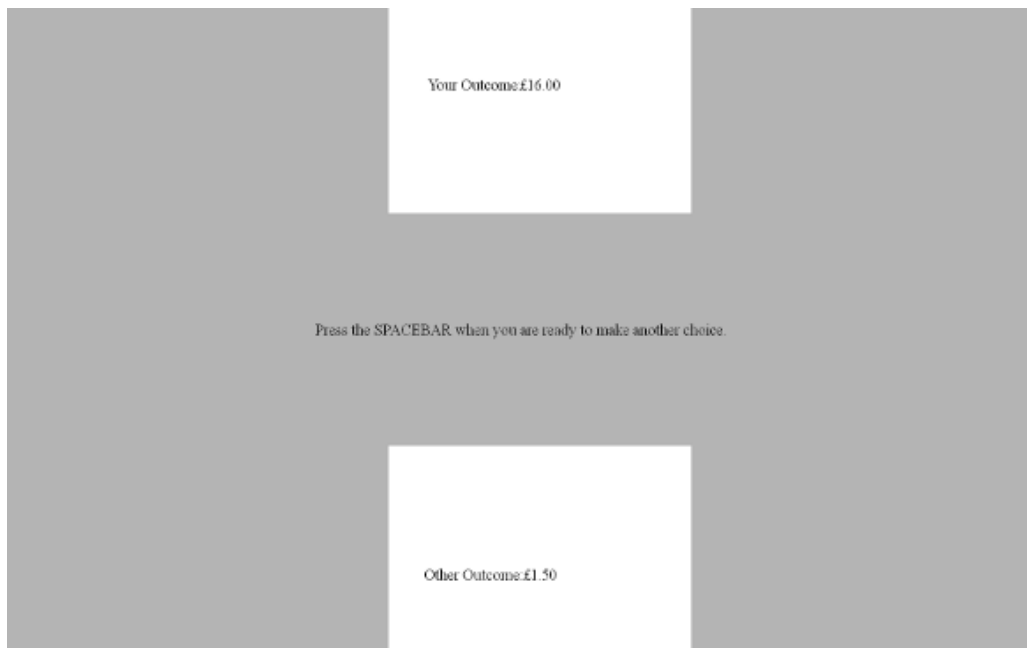 Your Outcome:£16.00
Press the SPACEBAR when you are ready to make another choice.
Other Outcome:£1.50